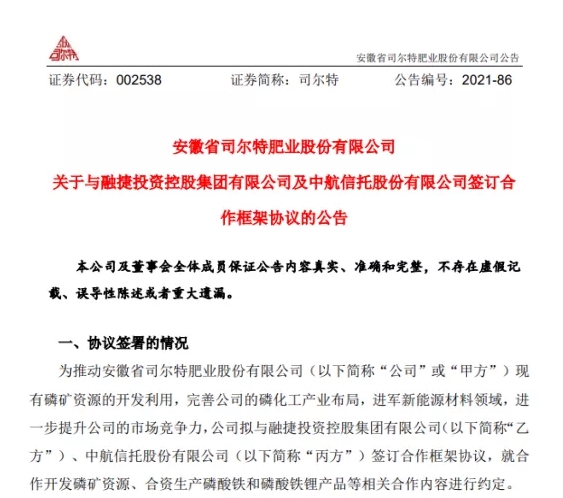 安徽省司尔特肥业股份有限公司公告
证券代码：002538 证券简称：司尔特 公告编号：2021-86
安徽省司尔特肥业股份有限公司
关于与融捷投资控股集团有限公司及中航信托股份有限公司签订合
作框架协议的公告
本公司及董事会全体成员保证公告内容真实、准确和完整，不存在虚假记
载、误导性陈述或者重大遗漏。
一、协议签署的情况
为推动安徽省司尔特肥业股份有限公司（以下简称“公司”或“甲方”）现
有磷矿资源的开发利用，完善公司的磷化工产业布局，进军新能源材料领域，进
一步提升公司的市场竞争力，公司拟与融捷投资控股集团有限公司（以下简称“乙
方”）、中航信托股份有限公司（以下简称“丙方”）签订合作框架协议，就合
作开发磷矿资源、合资生产磷酸铁和磷酸铁锂产品等相关合作内容进行约定。